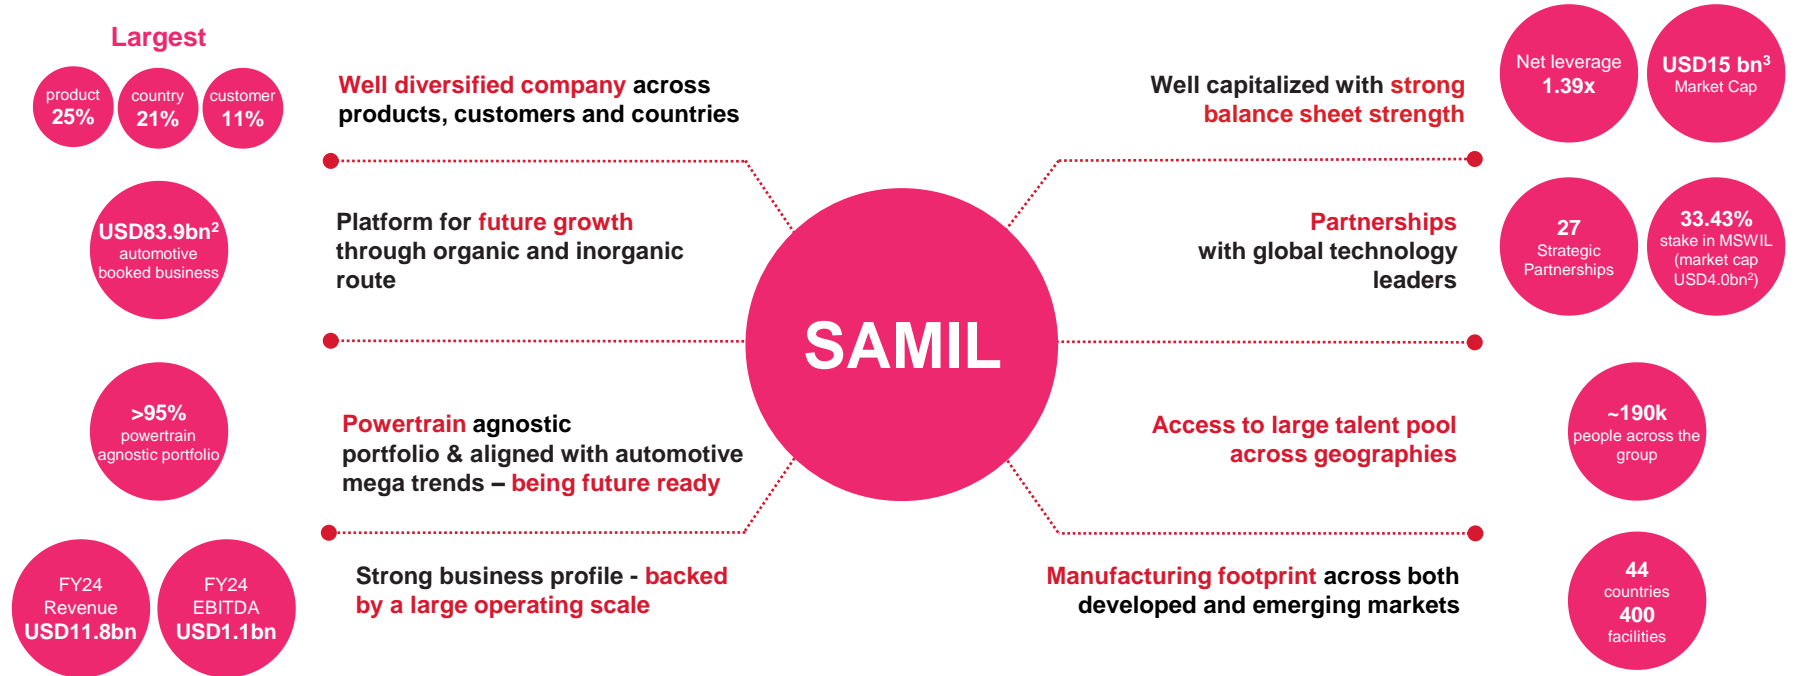 Largest
product
25%
country
21%
customer
11%
Well diversified company across
products, customers and countries
USD83.9bn2
automotive
booked business
Platform for future growth
through organic and inorganic
route
>95%
powertrain
agnostic portfolio
Powertrain agnostic
portfolio & aligned with automotive
mega trends – being future ready
FY24
Revenue
USD11.8bn
FY24
EBITDA
USD1.1bn
Strong business profile - backed
by a large operating scale
SAMIL
Well capitalized with strong
balance sheet strength
Net leverage
1.39x
USD15 bn3
Market Cap
Partnerships
with global technology
leaders
27
Strategic
Partnerships
33.43%
stake in MSWIL
(market cap
USD4.0bn2)
Access to large talent pool
across geographies
~190k
people across the
group
Manufacturing footprint across both
developed and emerging markets
44
countries
400
facilities